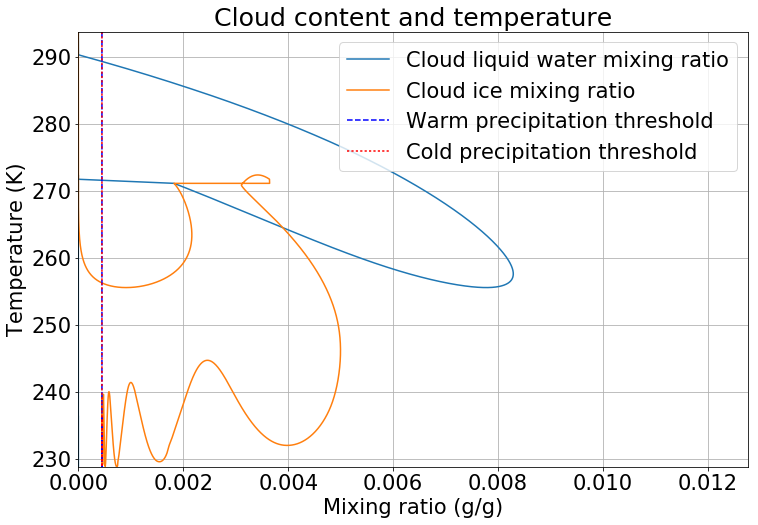 Cloud content and temperature
Cloud liquid water mixing ratio
Cloud ice mixing ratio
Warm precipitation threshold
Cold precipitation threshold
Temperature (K)
290
280
270
260
250
240
230
0.000 0.002 0.004 0.006 0.008 0.010 0.012
Mixing ratio (g/g)